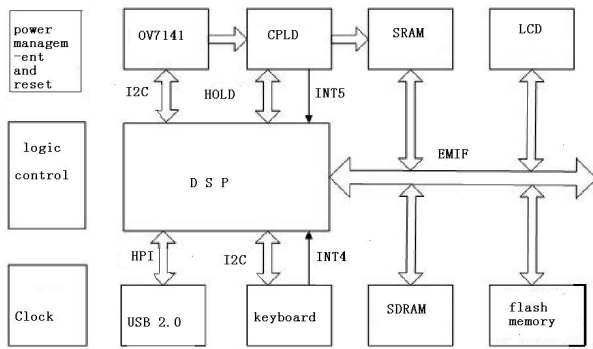 power
managem
-ent
and
reset
OV7141
CPLD
SRAM
LCD
I2C
HOLD
INT5
logic
control
D S P
EMIF
HPI
I2C
INT4
Clock
USB 2.0
keyboard
SDRAM
flash
memory